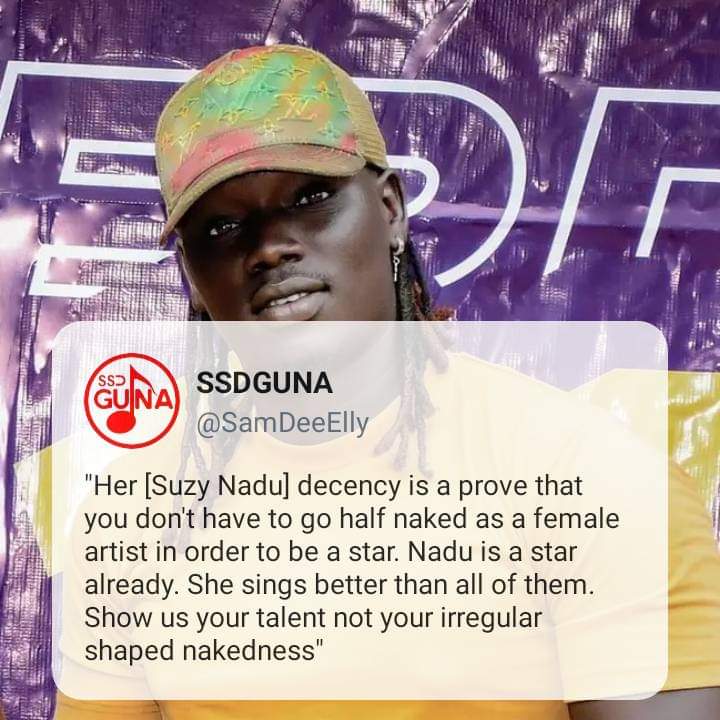 SSD
GUNA
SSDGUNA
@SamDeeElly
"Her [Suzy Nadu] decency is a prove that
you don't have to go half naked as a female
artist in order to be a star. Nadu is a star
already. She sings better than all of them.
Show us your talent not your irregular
shaped nakedness"